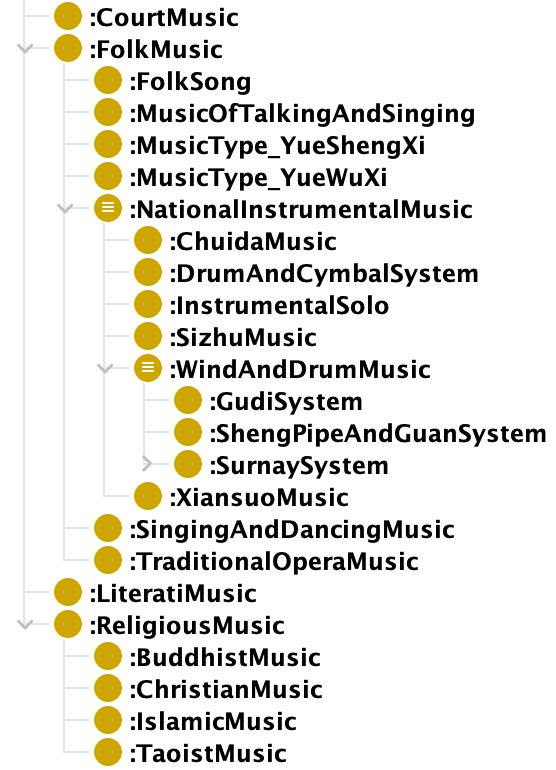 :CourtMusic
:FolkMusic
:FolkSong
:MusicOfTalkingAndSinging
:MusicType_YueShengXi
:MusicType_YueWuXi
:NationalInstrumentalMusic
:ChuidaMusic
:DrumAndCymbalSystem
:InstrumentalSolo
:SizhuMusic
:WindAndDrumMusic
:GudiSystem
:ShengPipeAndGuanSystem
:SurnaySystem
:XiansuoMusic
:SingingAndDancingMusic
:TraditionalOperaMusic
:LiteratiMusic
:ReligiousMusic
:BuddhistMusic
:ChristianMusic
:IslamicMusic
:TaoistMusic